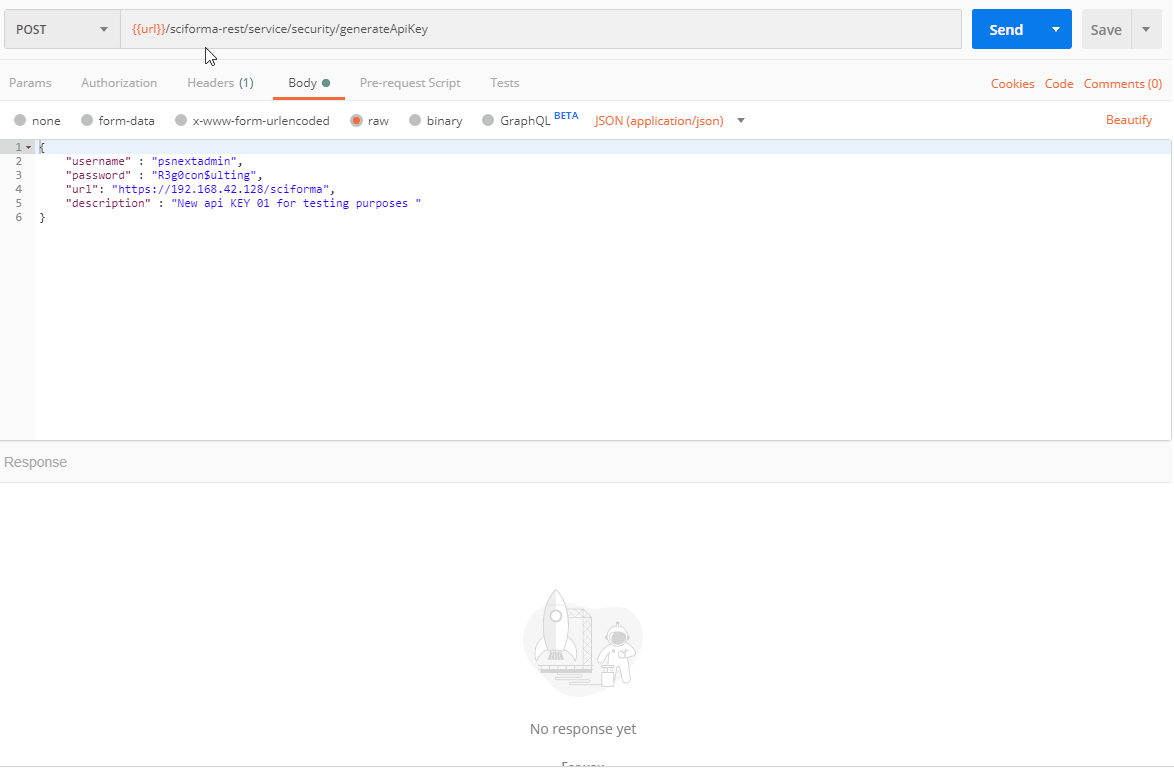 POST {{url}}/sciforma-rest/service/security/generateApiKey Send Save
Params Authorization Headers (1) Body Pre-request Script Tests Cookies Code Comments (0)
none form-data x-www-form-urlencoded raw binary GraphQL BETA JSON (application/json) Beautify
1 {
2 "username" : "psnextadmin",
3 "password" : "R3g0con$ulting",
4 "url": "https://192.168.42.128/sciforma",
5 "description" : "New api KEY 01 for testing purposes "
6 }
Response
No response yet